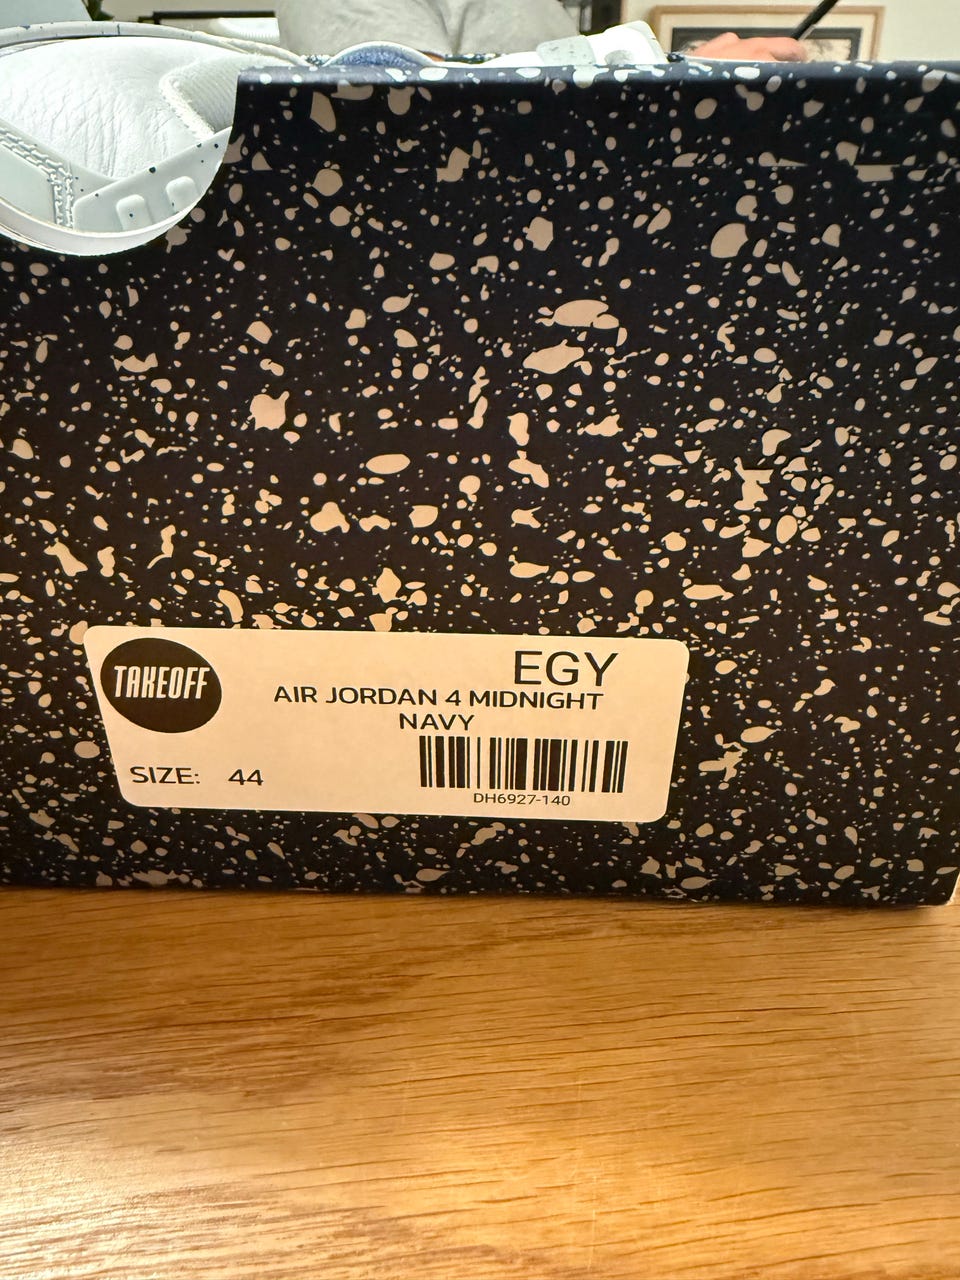 TAKEOFF
EGY
AIR JORDAN 4 MIDNIGHT
NAVY
SIZE: 44
DH6927-140